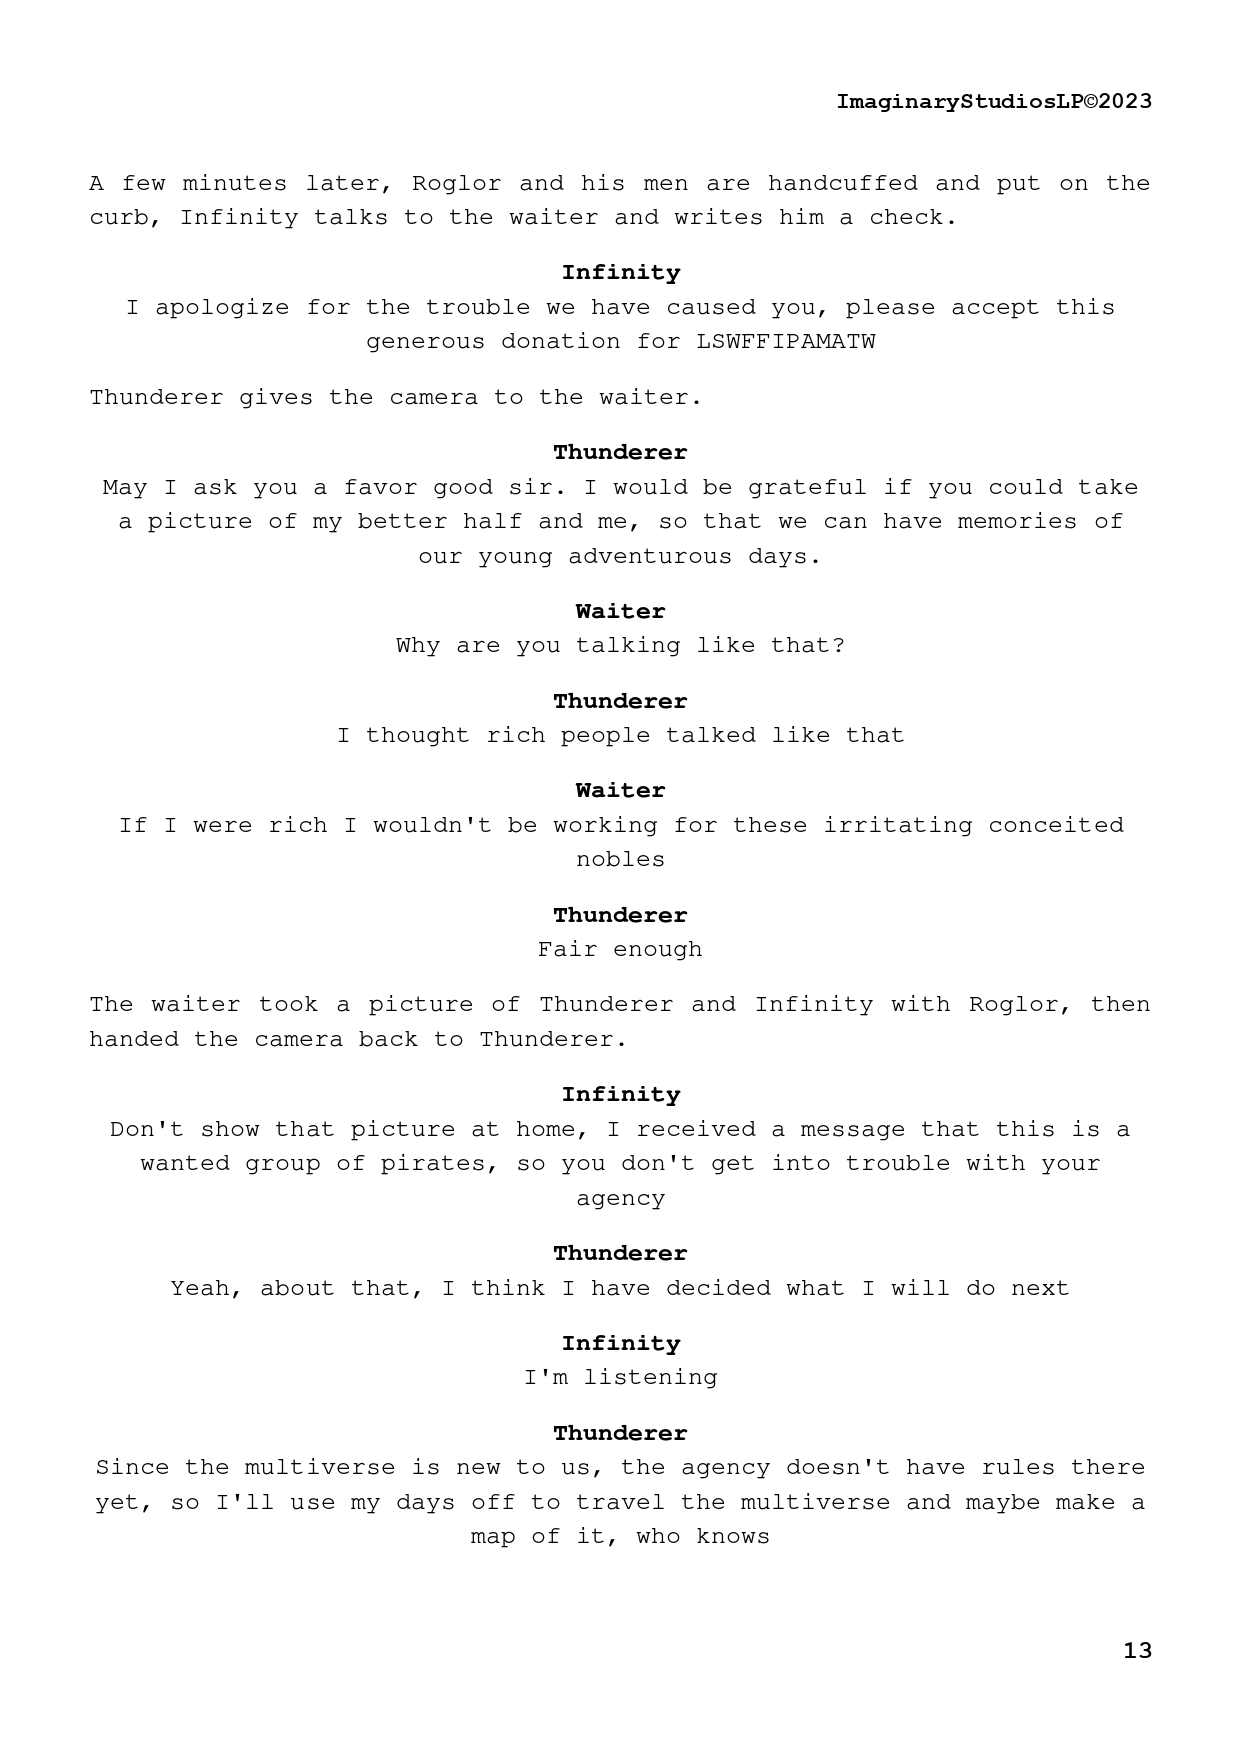 ImaginaryStudiosLP©2023
A few minutes later, Roglor and his men are handcuffed and put on the
curb, Infinity talks to the waiter and writes him a check.
Infinity
I apologize for the trouble we have caused you, please accept this
generous donation for LSWFFIPAMATW
Thunderer gives the camera to the waiter.
Thunderer
May I ask you a favor good sir. I would be grateful if you could take
a picture of my better half and me, so that we can have memories of
our young adventurous days.
Waiter
Why are you talking like that?
Thunderer
I thought rich people talked like that
Waiter
If I were rich I wouldn't be working for these irritating conceited
nobles
Thunderer
Fair enough
The waiter took a picture of Thunderer and Infinity with Roglor, then
handed the camera back to Thunderer.
Infinity
Don't show that picture at home, I received a message that this is a
wanted group of pirates, so you don't get into trouble with your
agency
Thunderer
Yeah, about that, I think I have decided what I will do next
Infinity
I'm listening
Thunderer
Since the multiverse is new to us, the agency doesn't have rules there
yet, so I'll use my days off to travel the multiverse and maybe make a
map of it, who knows
13